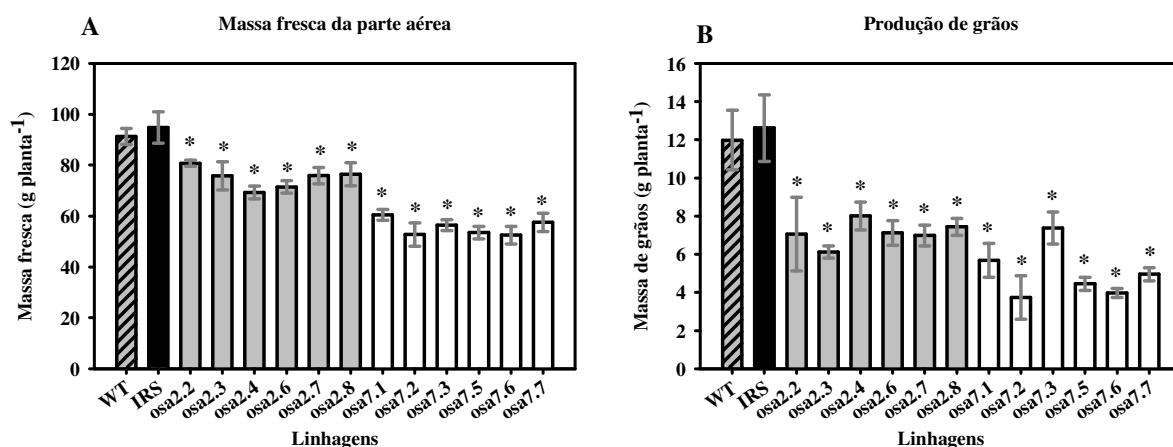 A
Massa fresca da parte aérea
Massa fresca (g planta-1)
120
100
80
60
40
20
0
* * * * * * * * * * * *
WT IRS osa2.2 osa2.3 osa2.4 osa2.6 osa2.7 osa2.8 osa7.1 osa7.2 osa7.3 osa7.5 osa7.6 osa7.7
Linhagens
B
Produção de grãos
Massa de grãos (g planta-1)
16
14
12
10
8
6
4
2
0
* * * * * * * * * * * *
WT IRS osa2.2 osa2.3 osa2.4 osa2.6 osa2.7 osa2.8 osa7.1 osa7.2 osa7.3 osa7.5 osa7.6 osa7.7
Linhagens